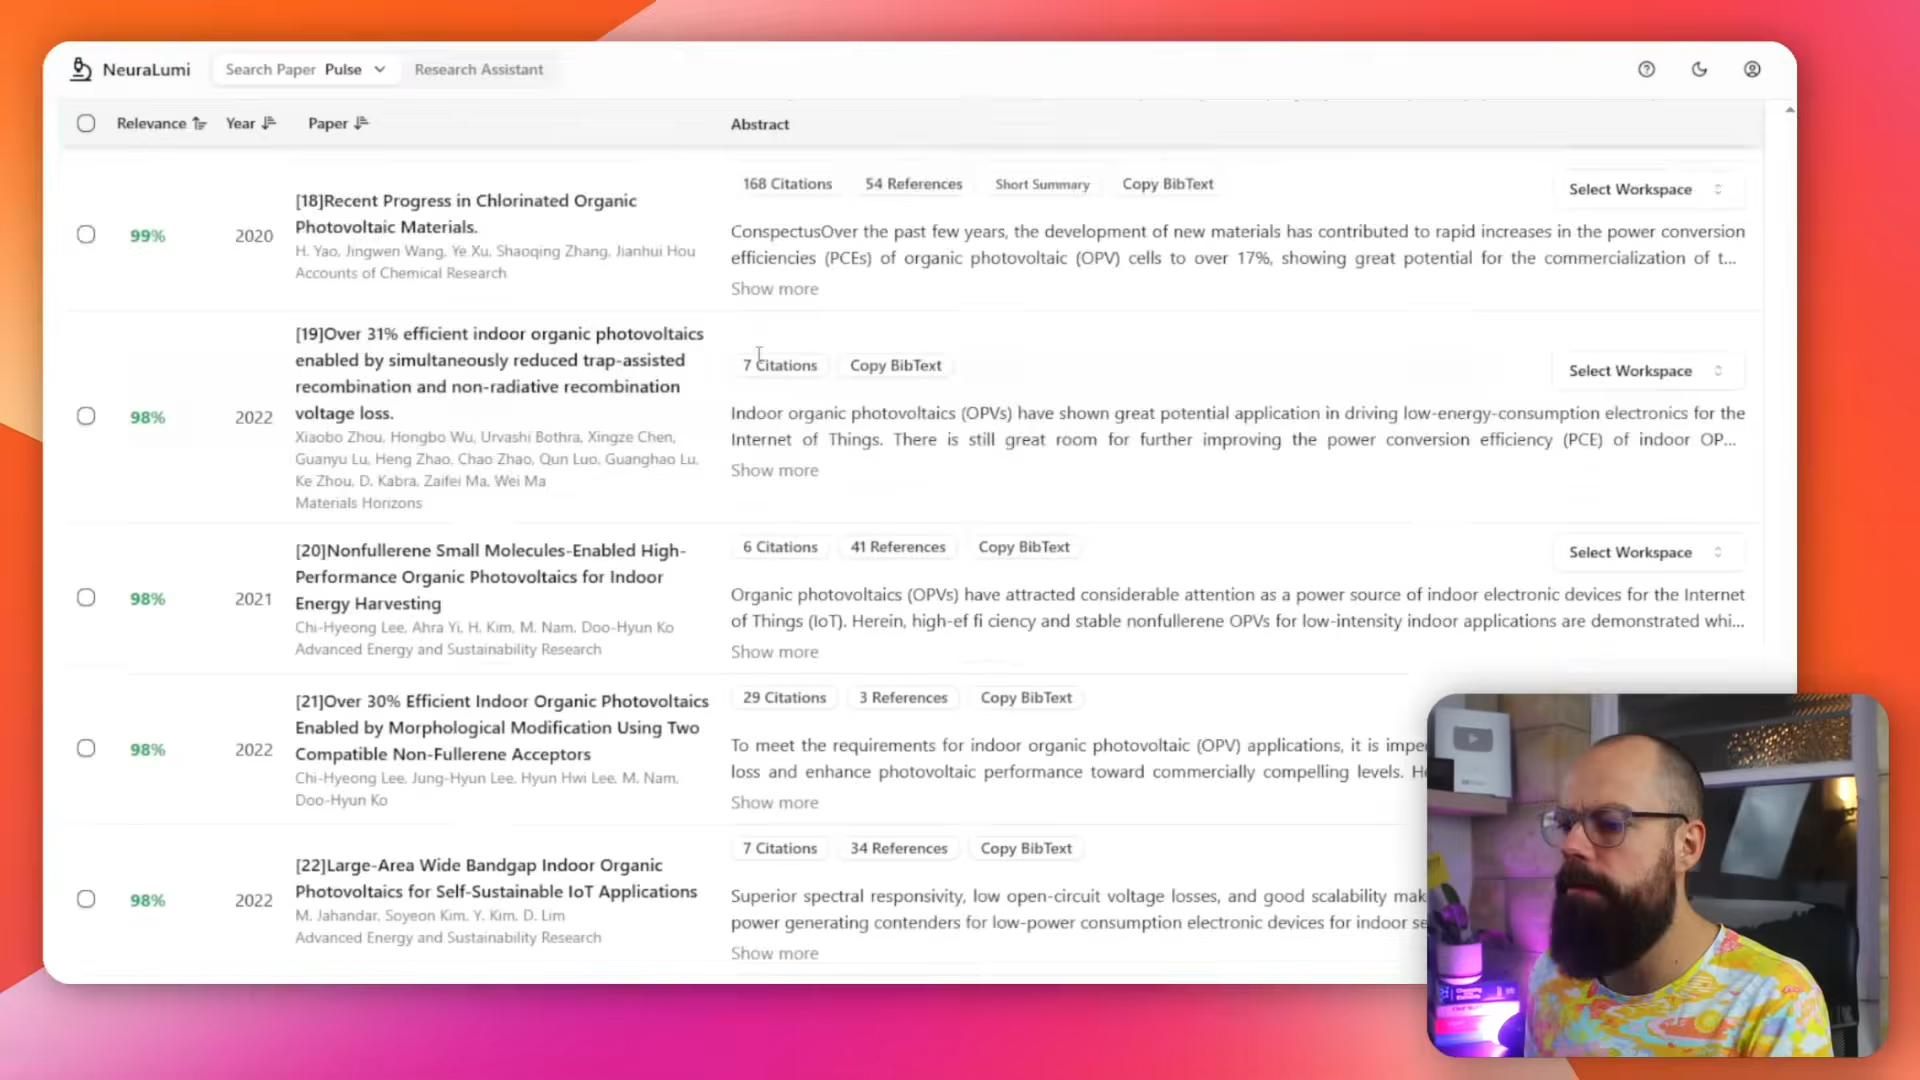 NeuraLumi
Search Paper Pulse
Research Assistant
Relevance
Year
Paper
Abstract
99%
2020
[18]Recent Progress in Chlorinated Organic
Photovoltaic Materials.
H. Yao, Jingwen Wang, Ye Xu, Shaoqing Zhang, Jianhui Hou
Accounts of Chemical Research
168 Citations
54 References
Short Summary
Copy BibText
Select Workspace
ConspectusOver the past few years, the development of new materials has contributed to rapid increases in the power conversion
efficiencies (PCEs) of organic photovoltaic (OPV) cells to over 17%, showing great potential for the commercialization of t...
Show more
98%
2022
[19]Over 31% efficient indoor organic photovoltaics
enabled by simultaneously reduced trap-assisted
recombination and non-radiative recombination
voltage loss.
Xiaobo Zhou, Hongbo Wu, Urvashi Bothra, Xingze Chen,
Guanyu Lu, Heng Zhao, Chao Zhao, Qun Luo, Guanghao Lu,
Ke Zhou, D. Kabra, Zaifei Ma, Wei Ma
Materials Horizons
7 Citations
Copy BibText
Select Workspace
Indoor organic photovoltaics (OPVs) have shown great potential application in driving low-energy-consumption electronics for the
Internet of Things. There is still great room for further improving the power conversion efficiency (PCE) of indoor OP...
Show more
98%
2021
[20]Nonfullerene Small Molecules-Enabled High-
Performance Organic Photovoltaics for Indoor
Energy Harvesting
Chi-Hyeong Lee, Ahra Yi, H. Kim, M. Nam, Doo-Hyun Ko
Advanced Energy and Sustainability Research
6 Citations
41 References
Copy BibText
Select Workspace
Organic photovoltaics (OPVs) have attracted considerable attention as a power source of indoor electronic devices for the Internet
of Things (IoT). Herein, high-ef fi ciency and stable nonfullerene OPVs for low-intensity indoor applications are demonstrated whi...
Show more
98%
2022
[21]Over 30% Efficient Indoor Organic Photovoltaics
Enabled by Morphological Modification Using Two
Compatible Non-Fullerene Acceptors
Chi-Hyeong Lee, Jung-Hyun Lee, Hyun Hwi Lee, M. Nam,
Doo-Hyun Ko
29 Citations
3 References
Copy BibText
To meet the requirements for indoor organic photovoltaic (OPV) applications, it is impe
loss and enhance photovoltaic performance toward commercially compelling levels. He
Show more
98%
2022
[22]Large-Area Wide Bandgap Indoor Organic
Photovoltaics for Self-Sustainable IoT Applications
M. Jahandar, Soyeon Kim, Y. Kim, D. Lim
Advanced Energy and Sustainability Research
7 Citations
34 References
Copy BibText
Superior spectral responsivity, low open-circuit voltage losses, and good scalability mak
power generating contenders for low-power consumption electronic devices for indoor se
Show more